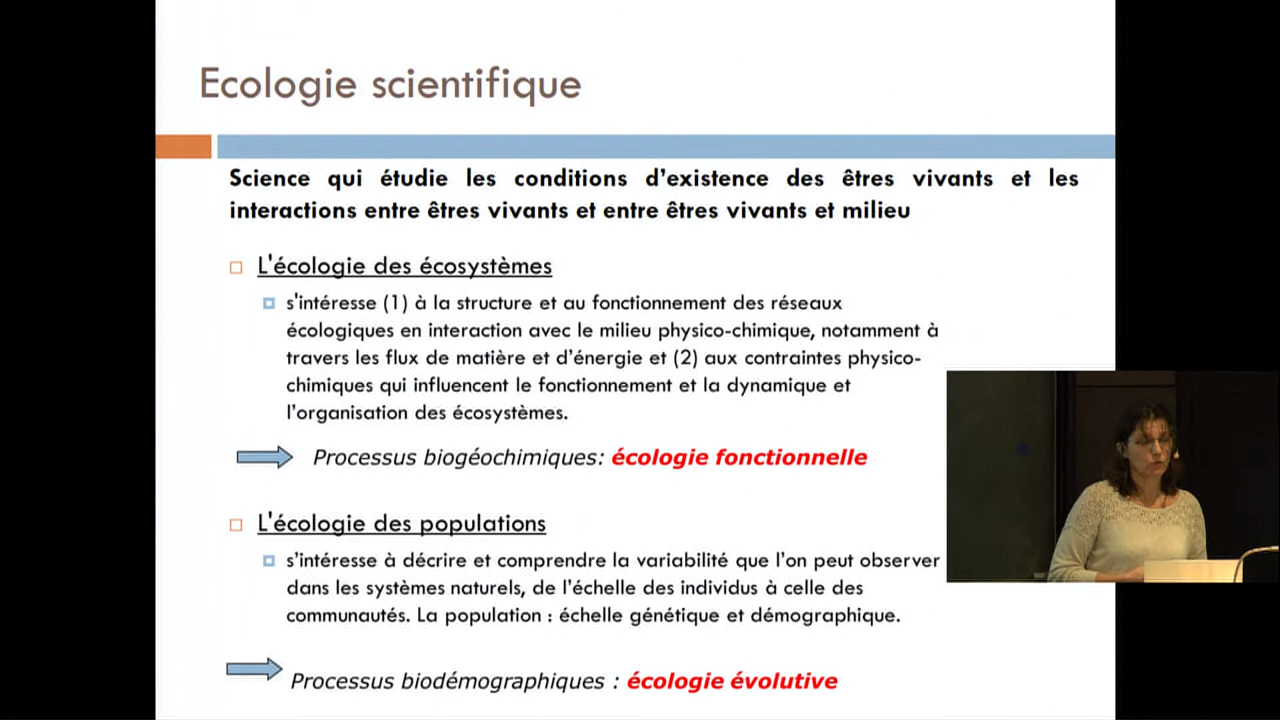 Ecologie scientifique
Science qui étudie les conditions d'existence des êtres vivants et les
interactions entre êtres vivants et entre êtres vivants et milieu
L'écologie des écosystèmes
s'intéresse (1) à la structure et au fonctionnement des réseaux
écologiques en interaction avec le milieu physico-chimique, notamment à
travers les flux de matière et d'énergie et (2) aux contraintes physico-
chimiques qui influencent le fonctionnement et la dynamique et
l'organisation des écosystèmes.
Processus biogéochimiques: écologie fonctionnelle
L'écologie des populations
s'intéresse à décrire et comprendre la variabilité que l'on peut observer
dans les systèmes naturels, de l'échelle des individus à celle des
communautés. La population : échelle génétique et démographique.
Processus biodémographiques : écologie évolutive